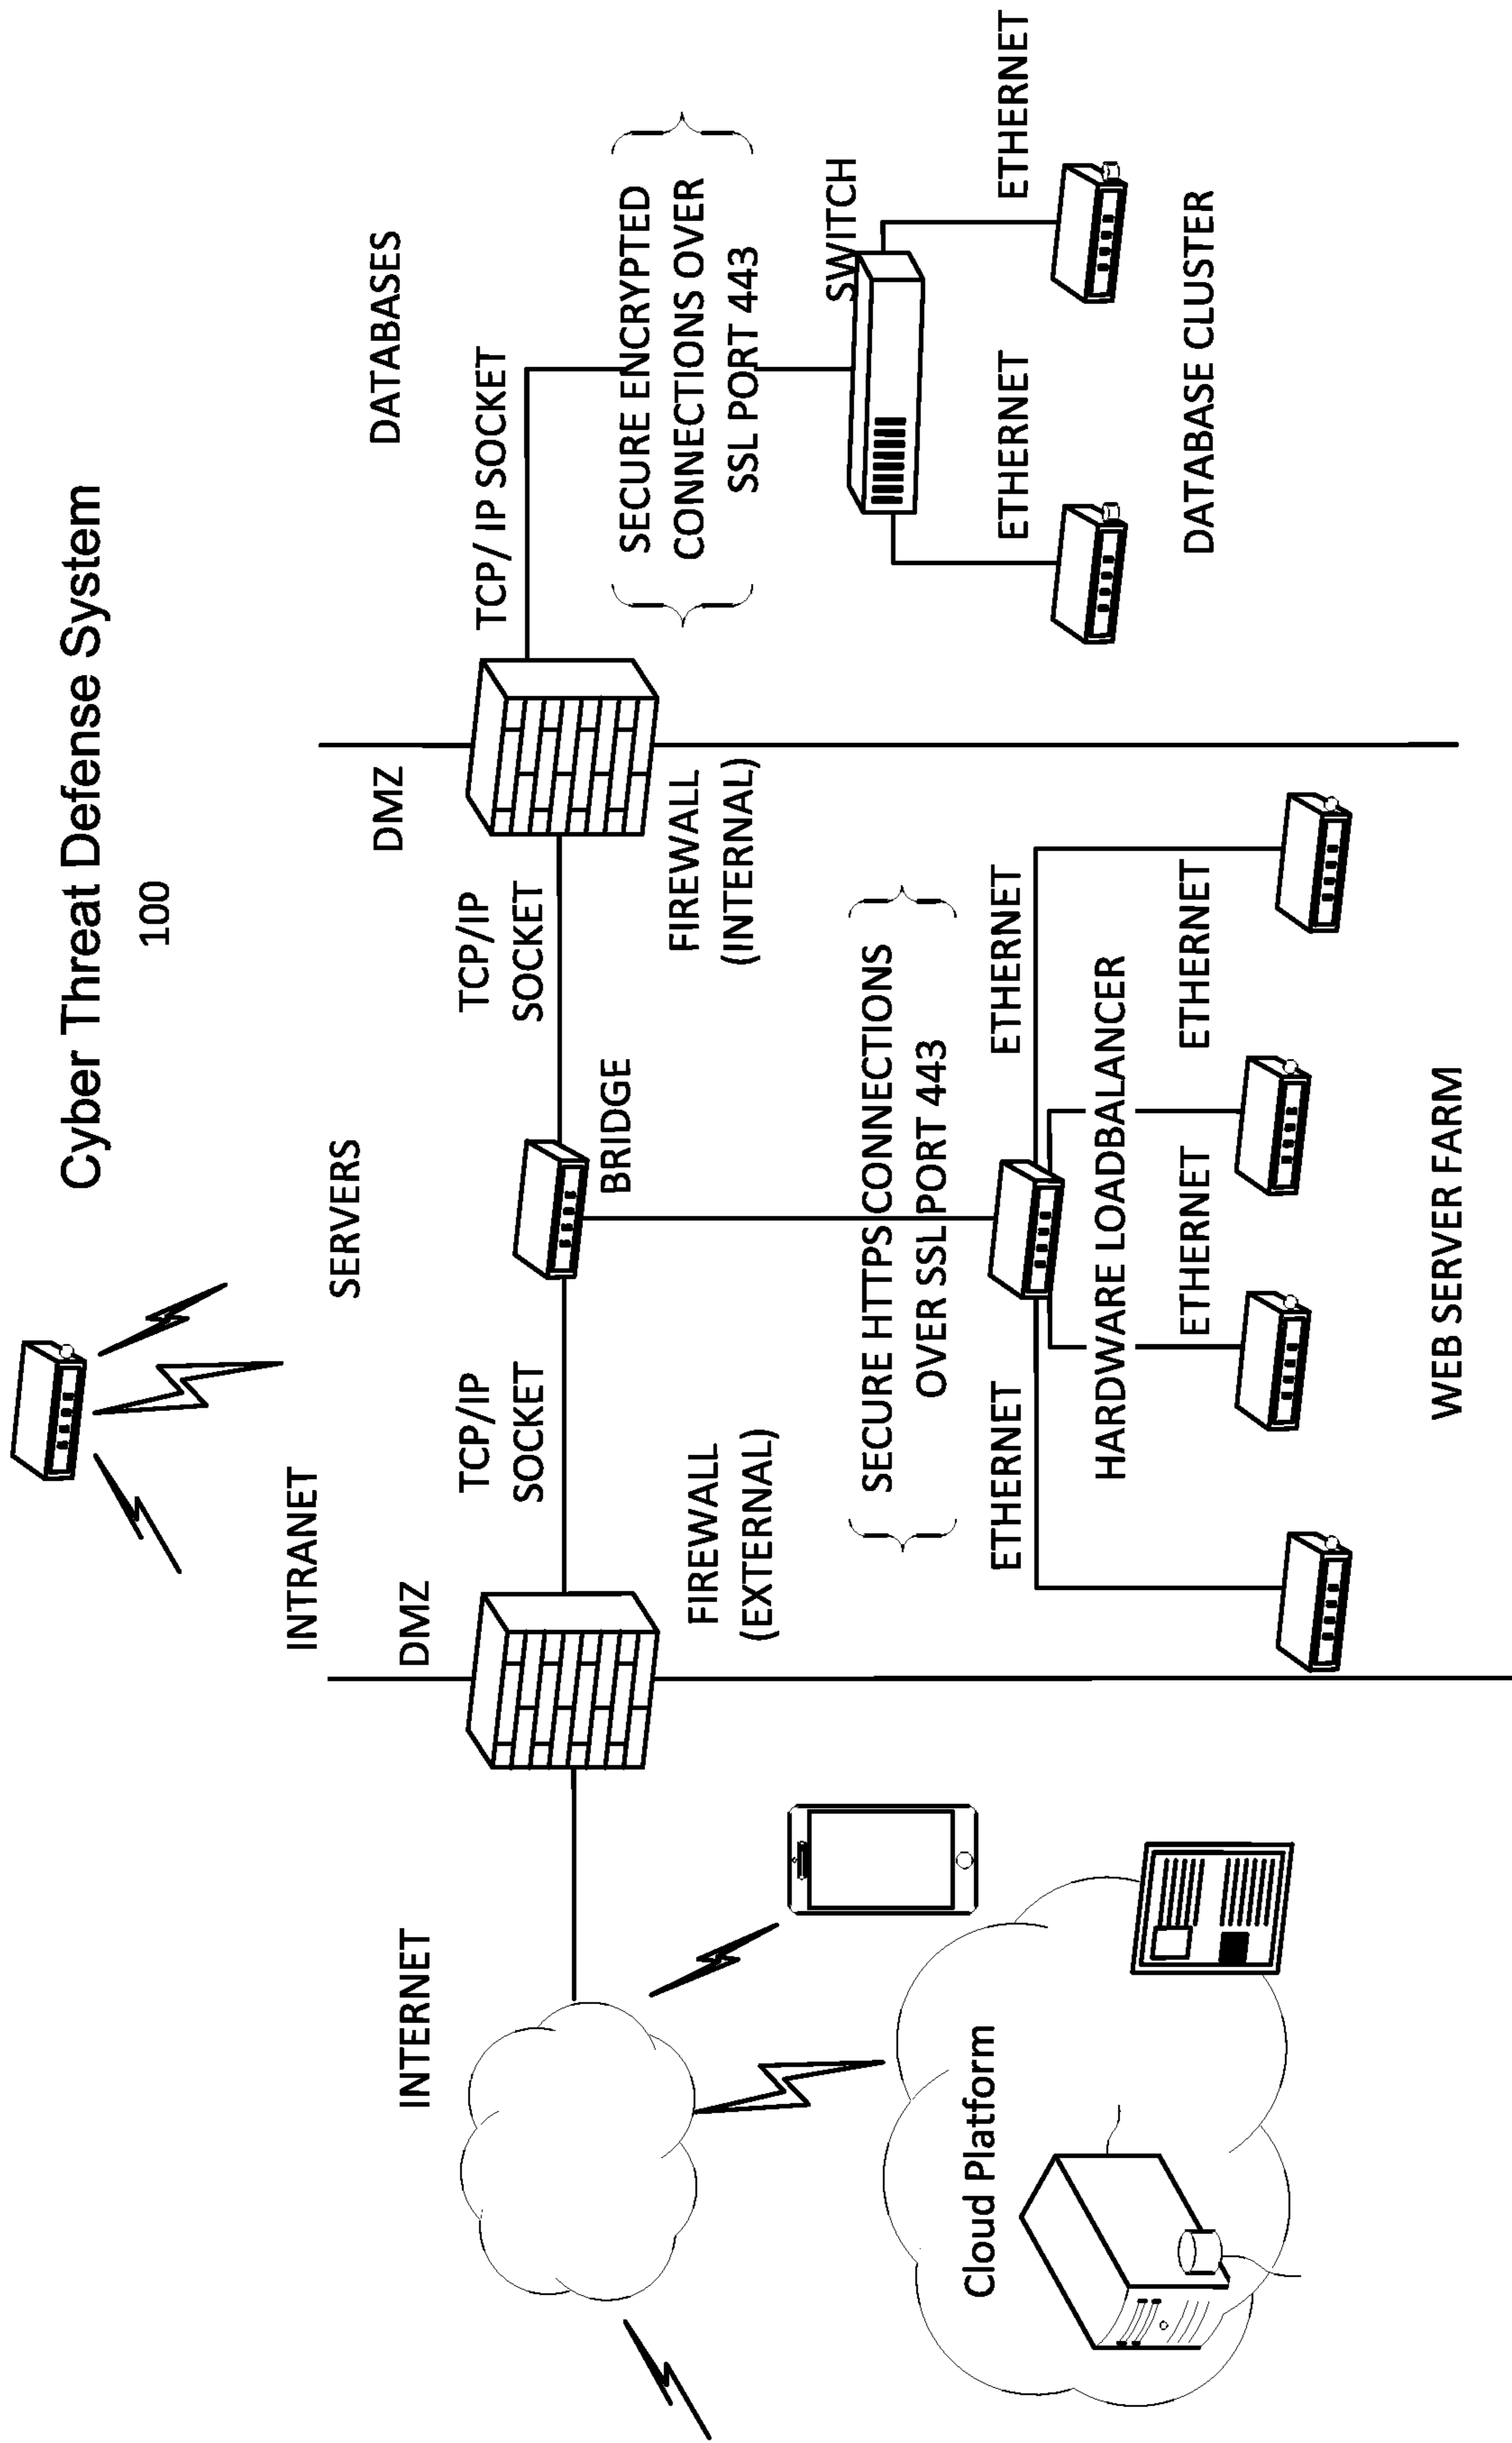 Cyber Threat Defense System
100
INTRANET
SERVERS
DATABASES
INTERNET
DMZ
DMZ
TCP/IP
SOCKET
TCP/IP
SOCKET
TCP/ IP SOCKET
BRIDGE
FIREWALL
(EXTERNAL)
FIREWALL
(INTERNAL)
SECURE ENCRYPTED
CONNECTIONS OVER
SSL PORT 443
SWITCH
SECURE HTTPS CONNECTIONS
OVER SSL PORT 443
Cloud Platform
ETHERNET
ETHERNET
ETHERNET
ETHERNET
HARDWARE LOADBALANCER
ETHERNET
ETHERNET
DATABASE CLUSTER
WEB SERVER FARM